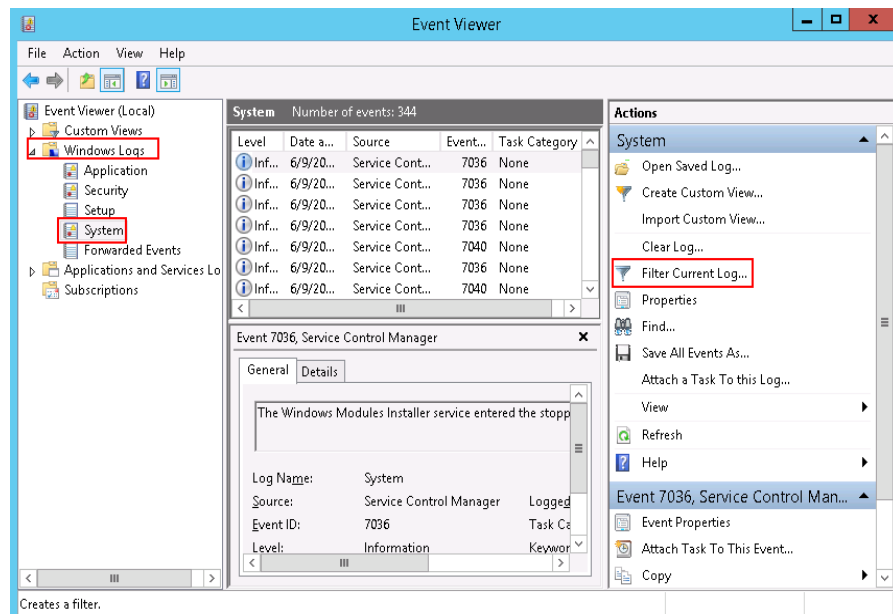 Event Viewer
File Action View Help
Event Viewer (Local)
Custom Views
Windows Logs
Application
Security
Setup
System
Forwarded Events
Applications and Services Lo
Subscriptions
System Number of events: 344
Level Date a... Source Event... Task Category
Inf... 6/9/20... Service Cont... 7036 None
Inf... 6/9/20... Service Cont... 7036 None
Inf... 6/9/20... Service Cont... 7036 None
Inf... 6/9/20... Service Cont... 7036 None
Inf... 6/9/20... Service Cont... 7040 None
Inf... 6/9/20... Service Cont... 7036 None
Inf... 6/9/20... Service Cont... 7040 None
Event 7036, Service Control Manager
General Details
The Windows Modules Installer service entered the stopp
Log Name: System
Source: Service Control Manager Logged
Event ID: 7036 Task Ca
Level: Information Keywor
Actions
System
Open Saved Log...
Create Custom View...
Import Custom View...
Clear Log...
Filter Current Log...
Properties
Find...
Save All Events As...
Attach a Task To this Log...
View
Refresh
Help
Event 7036, Service Control Man...
Event Properties
Attach Task To This Event...
Copy
Creates a filter.